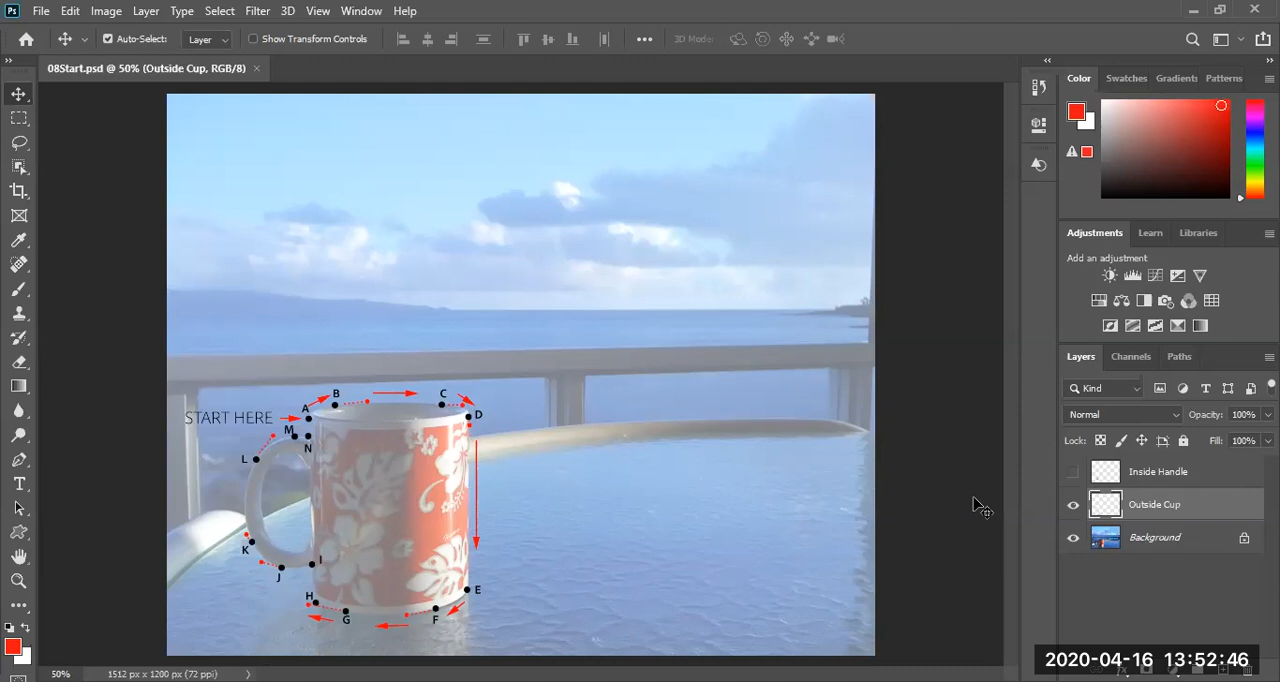 Ps File Edit Image Layer Type Select Filter 3D View Window Help
Auto-Select: Layer Show Transform Controls 3D Mode
08Start.psd @ 50% (Outside Cup, RGB/8) ×
Color Swatches Gradients Patterns
Adjustments Learn Libraries
Add an adjustment
Layers Channels Paths
Kind
Normal Opacity: 100%
Lock: Fill: 100%
Inside Handle
Outside Cup
Background
START HERE
A
B
C
D
M
N
L
K
I
J
H
G
F
E
50% 1512 px x 1200 px (72 ppi)
2020-04-16 13:52:46